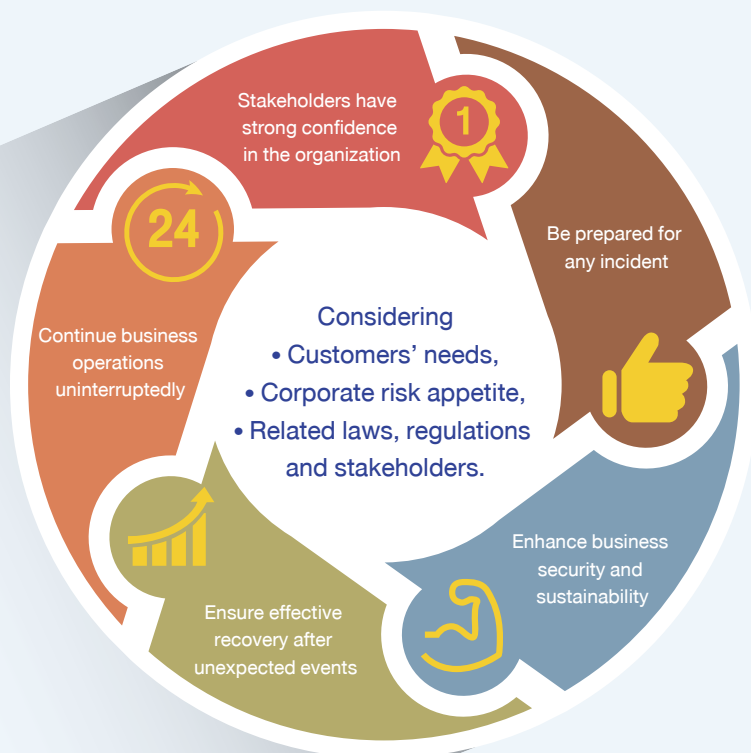 Stakeholders have
strong confidence
in the organization
1
Be prepared for
any incident
24
Continue business
operations
uninterruptedly
Considering
• Customers’ needs,
• Corporate risk appetite,
• Related laws, regulations
and stakeholders.
Enhance business
security and
sustainability
Ensure effective
recovery after
unexpected events